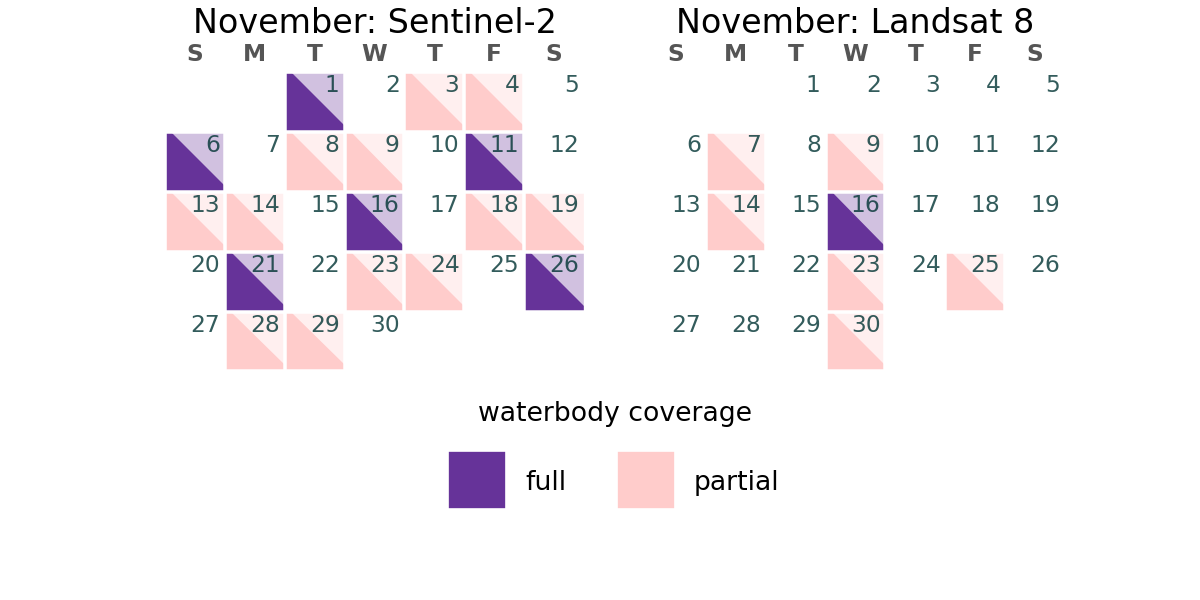 November: Sentinel-2
S M T W T F S
1 2 3 4 5
6 7 8 9 10 11 12
13 14 15 16 17 18 19
20 21 22 23 24 25 26
27 28 29 30
November: Landsat 8
S M T W T F S
1 2 3 4 5
6 7 8 9 10 11 12
13 14 15 16 17 18 19
20 21 22 23 24 25 26
27 28 29 30
waterbody coverage
full partial